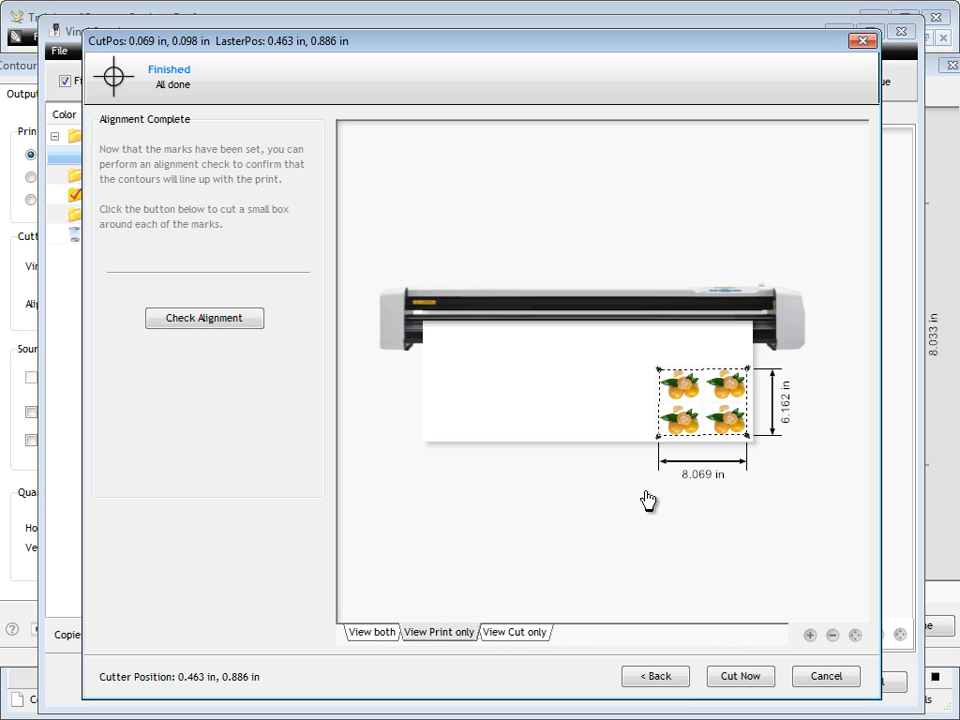 CutPos: 0.069 in, 0.098 in LasterPos: 0.463 in, 0.886 in
File
Finished
All done
Contour
Output
Color
Alignment Complete
Now that the marks have been set, you can
perform an alignment check to confirm that
the contours will line up with the print.
Click the button below to cut a small box
around each of the marks.
Check Alignment
8.033 in
6.162 in
8.069 in
View both
View Print only
View Cut only
Copie
Cutter Position: 0.463 in, 0.886 in
< Back
Cut Now
Cancel